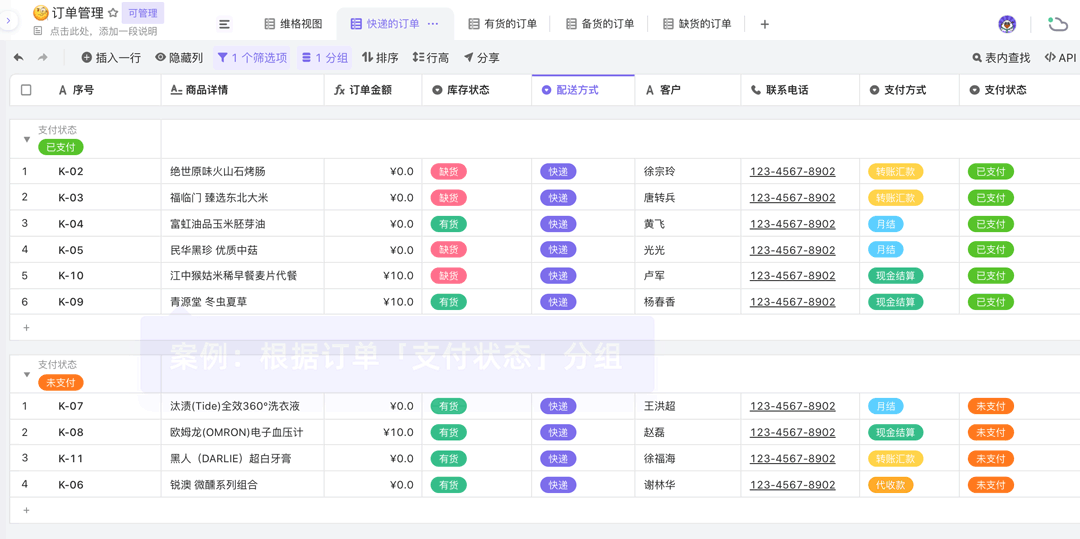 订单管理 可管理
点击此处，添加一段说明
维格视图 快递的订单 ··· 有货的订单 备货的订单 缺货的订单 +
插入一行 隐藏列 1 个筛选项 1 分组 排序 行高 分享 表内查找 API
序号 商品详情 订单金额 库存状态 配送方式 客户 联系电话 支付方式 支付状态
支付状态
已支付
1 K-02 绝世原味火山石烤肠 ¥0.0 缺货 快递 徐宗玲 123-4567-8902 转账汇款 已支付
2 K-03 福临门 臻选东北大米 ¥0.0 缺货 快递 唐转兵 123-4567-8902 转账汇款 已支付
3 K-04 富虹油品玉米胚芽油 ¥0.0 有货 快递 黄飞 123-4567-8902 月结 已支付
4 K-05 民华黑珍 优质中菇 ¥0.0 缺货 快递 光光 123-4567-8902 月结 已支付
5 K-10 江中猴姑米稀早餐麦片代餐 ¥10.0 缺货 快递 卢军 123-4567-8902 现金结算 已支付
6 K-09 青源堂 冬虫夏草 ¥10.0 有货 快递 杨春香 123-4567-8902 现金结算 已支付
+
案例：根据订单「支付状态」分组
支付状态
未支付
1 K-07 汰渍(Tide)全效360°洗衣液 ¥0.0 有货 快递 王洪超 123-4567-8902 月结 未支付
2 K-08 欧姆龙(OMRON)电子血压计 ¥10.0 有货 快递 赵磊 123-4567-8902 现金结算 未支付
3 K-11 黑人（DARLIE）超白牙膏 ¥0.0 有货 快递 徐福海 123-4567-8902 转账汇款 未支付
4 K-06 锐澳 微醺系列组合 ¥0.0 有货 快递 谢林华 123-4567-8902 代收款 未支付
+